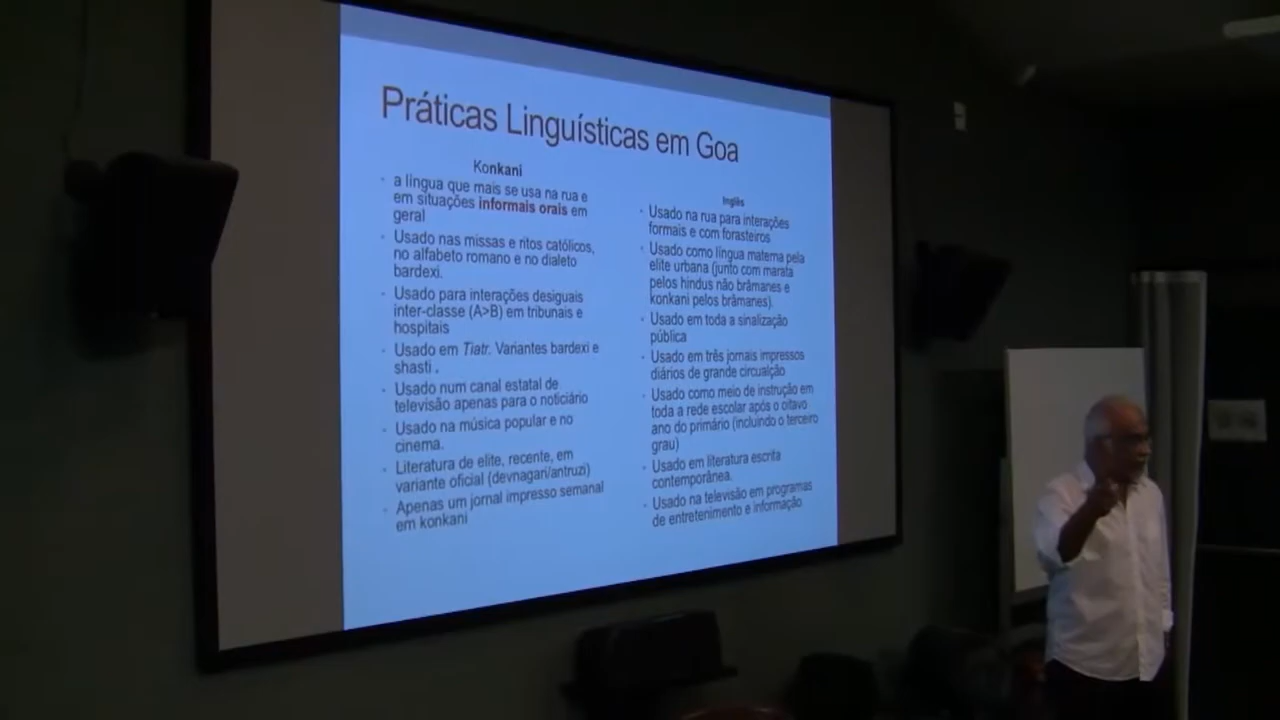 Práticas Linguísticas em Goa
Konkani
a língua que mais se usa na rua e
em situações informais orais em
geral
Usado nas missas e ritos católicos,
no alfabeto romano e no dialeto
bardexi.
Usado para interações desiguais
inter-classe (A>B) em tribunais e
hospitais
Usado em Tiatr. Variantes bardexi e
shasti .
Usado num canal estatal de
televisão apenas para o noticiário
Usado na música popular e no
cinema.
Literatura de elite, recente, em
variante oficial (devnagari/antruzi)
Apenas um jornal impresso semanal
em konkani
Inglês
Usado na rua para interações
formais e com forasteiros
Usado como língua materna pela
elite urbana (junto com marata
pelos hindus não brâmanes e
konkani pelos brâmanes).
Usado em toda a sinalização
pública
Usado em três jornais impressos
diários de grande circualção
Usado como meio de instrução em
toda a rede escolar após o oitavo
ano do primário (incluindo o terceiro
grau)
Usado em literatura escrita
contemporânea.
Usado na televisão em programas
de entretenimento e informação